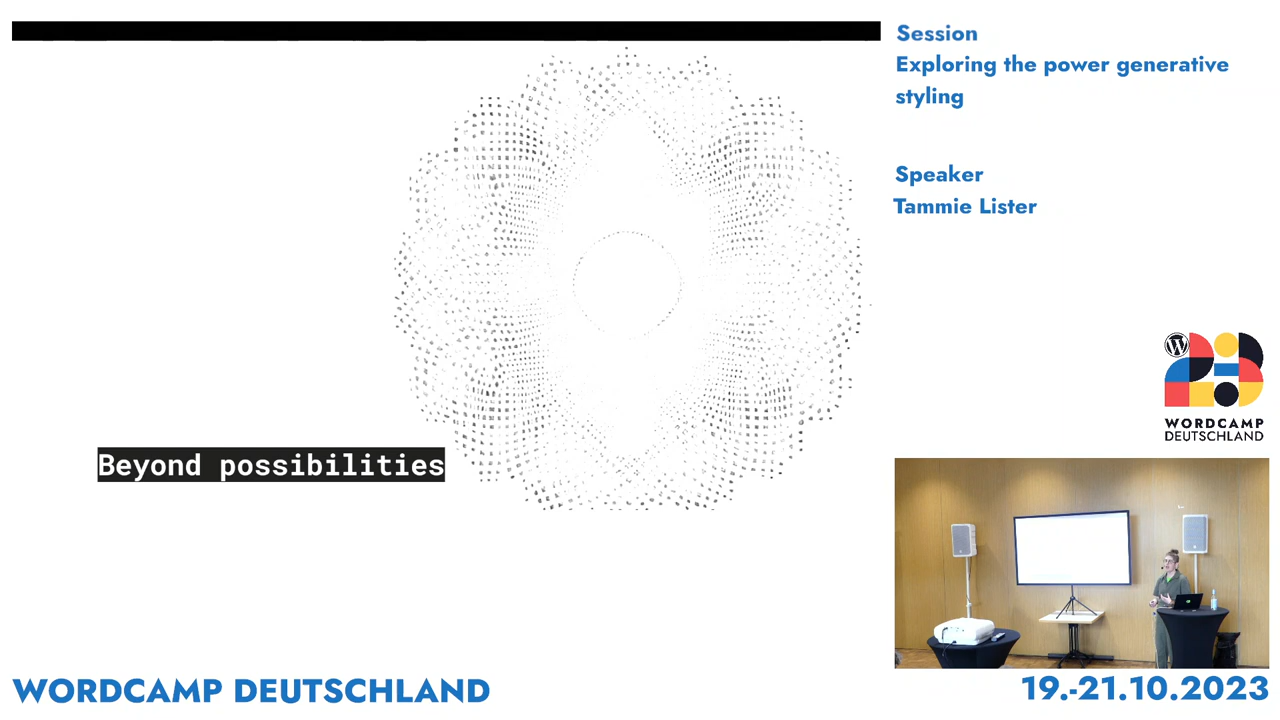 Session
Exploring the power generative
styling
Speaker
Tammie Lister
Beyond possibilities
WORDCAMP
DEUTSCHLAND
WORDCAMP DEUTSCHLAND
19.-21.10.2023